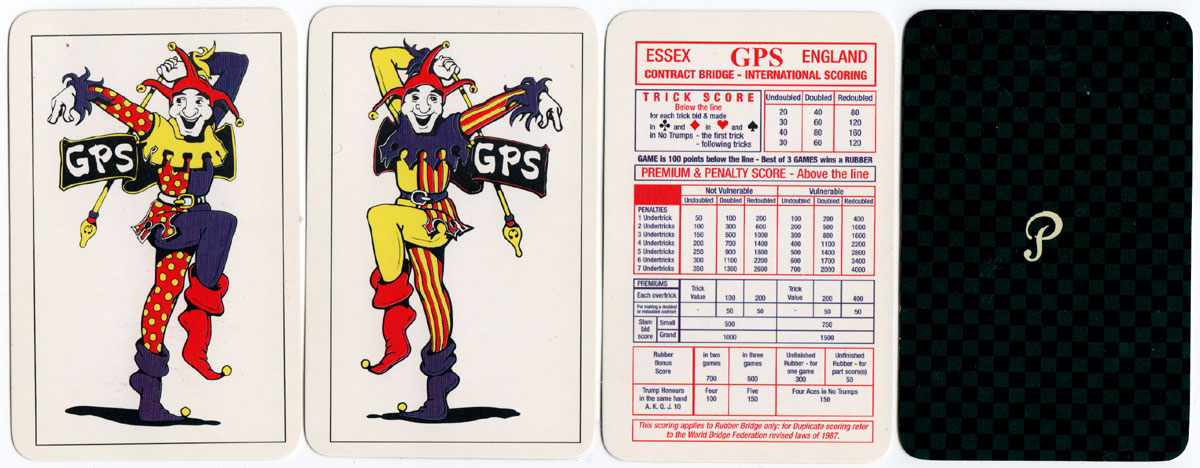 GPS
GPS
ESSEX GPS ENGLAND
CONTRACT BRIDGE - INTERNATIONAL SCORING
TRICK SCORE Undoubled Doubled Redoubled
Below the line
for each trick bid & made 20 40 80
in ♣ and ♦ in ♥ and ♠ 30 60 120
in No Trumps - the first trick 40 80 160
- following tricks 30 60 120
GAME is 100 points below the line - Best of 3 GAMES wins a RUBBER
PREMIUM & PENALTY SCORE - Above the line
Not Vulnerable Vulnerable
Undoubled Doubled Redoubled Undoubled Doubled Redoubled
PENALTIES
1 Undertrick 50 100 200 100 200 400
2 Undertricks 100 300 600 200 500 1000
3 Undertricks 150 500 1000 300 800 1600
4 Undertricks 200 700 1400 400 1100 2200
5 Undertricks 250 900 1800 500 1400 2800
6 Undertricks 300 1100 2200 600 1700 3400
7 Undertricks 350 1300 2600 700 2000 4000
PREMIUMS
Each overtrick Trick Value 100 200 Trick Value 200 400
For making a doubled or redoubled contract - 50 50 - 50 50
Slam bid score Small 500 750
Grand 1000 1500
Rubber Bonus Score in two games 700 in three games 500 Unfinished Rubber - for one game 300 Unfinished Rubber - for part score(s) 50
Trump Honours in the same hand A. K. Q. J. 10 Four 100 Five 150 Four Aces in No Trumps 150
This scoring applies to Rubber Bridge only: for Duplicate scoring refer
to the World Bridge Federation revised laws of 1987.
P